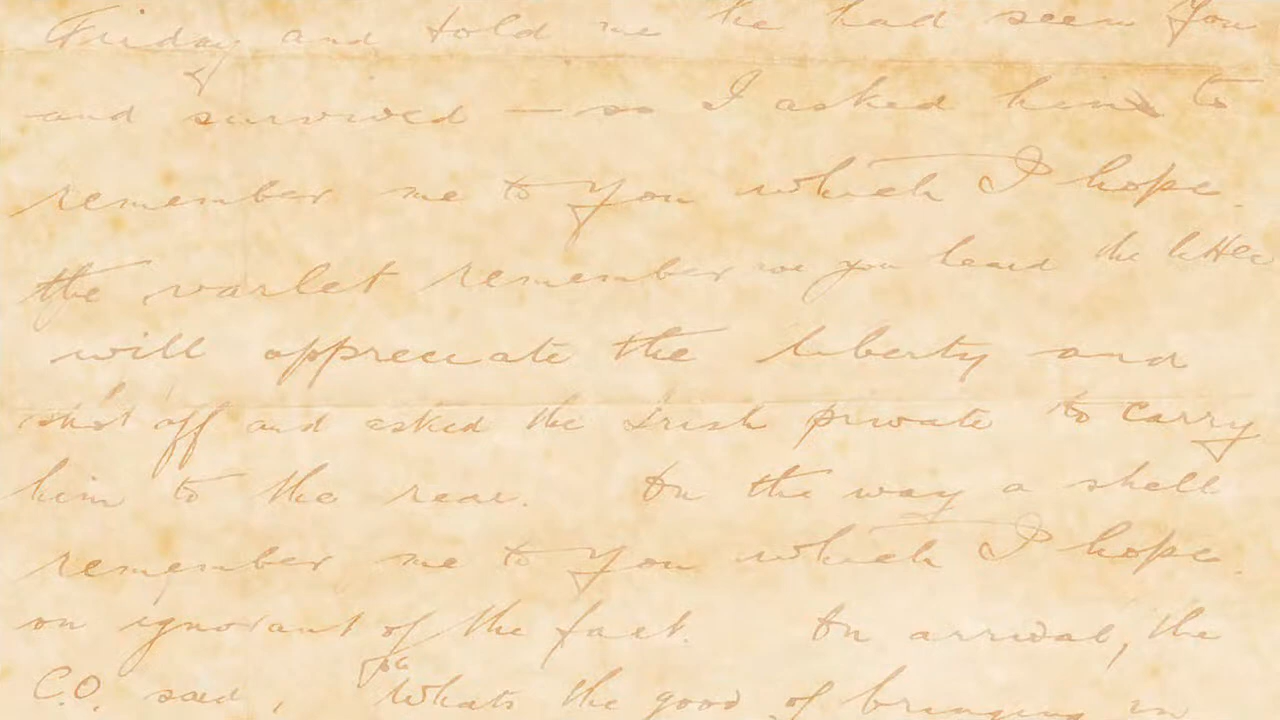 Friday and told me he had seen you
and survived — so I asked him to
remember me to you which I hope.
the varlet remember we you heard the letter
will appreciate the liberty and
shot off and asked the Irish private to carry
him to the rear. On the way a shell
remember me to you which I hope.
on ignorant of the fact. On arrival, the
C.O. said, "Whats the good of bringing in